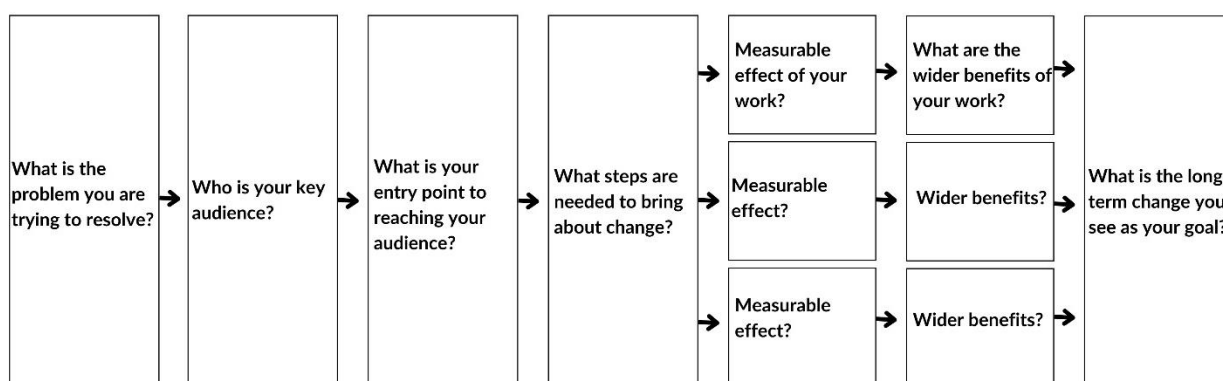 What is the
problem you are
trying to resolve?
Who is your key
audience?
What is your
entry point to
reaching your
audience?
What steps are
needed to bring
about change?
Measurable
effect of your
work?
What are the
wider benefits of
your work?
Measurable
effect?
Wider benefits?
Measurable
effect?
Wider benefits?
What is the long
term change you
see as your goal?